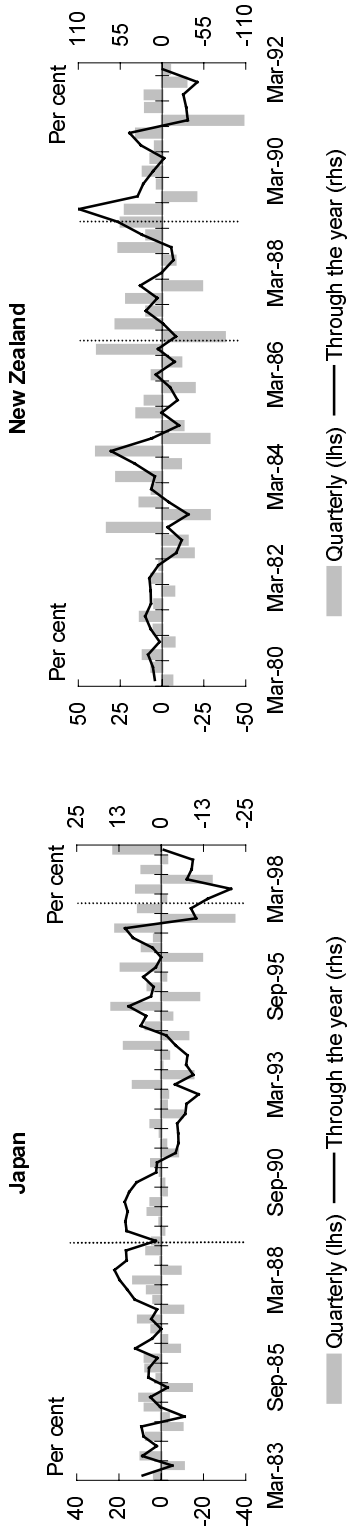 Japan
Per cent Per cent
40 25
20 13
0 0
-20 -13
-40 -25
Mar-83 Sep-85 Mar-88 Sep-90 Mar-93 Sep-95 Mar-98
Quarterly (lhs) Through the year (rhs)
New Zealand
Per cent Per cent
50 110
25 55
0 0
-25 -55
-50 -110
Mar-80 Mar-82 Mar-84 Mar-86 Mar-88 Mar-90 Mar-92
Quarterly (lhs) Through the year (rhs)